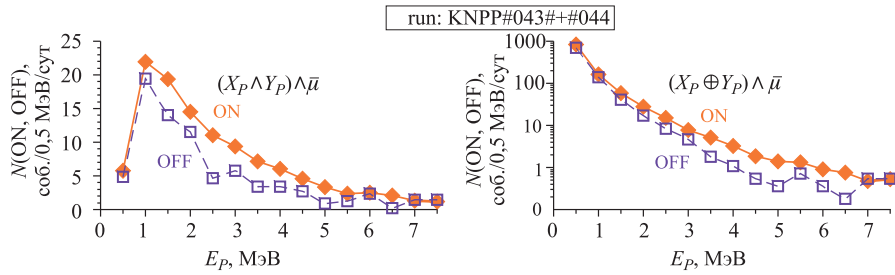 run: KNPP#043#+#044
N(ON, OFF),
соб./0,5 МэВ/сут
25
20
15
10
5
0
(X_P ∧ Y_P) ∧ μ̄
ON
OFF
0 1 2 3 4 5 6 7
E_P, МэВ
N(ON, OFF),
соб./0,5 МэВ/сут
1000
100
10
1
0
(X_P ⊕ Y_P) ∧ μ̄
ON
OFF
0 1 2 3 4 5 6 7
E_P, МэВ